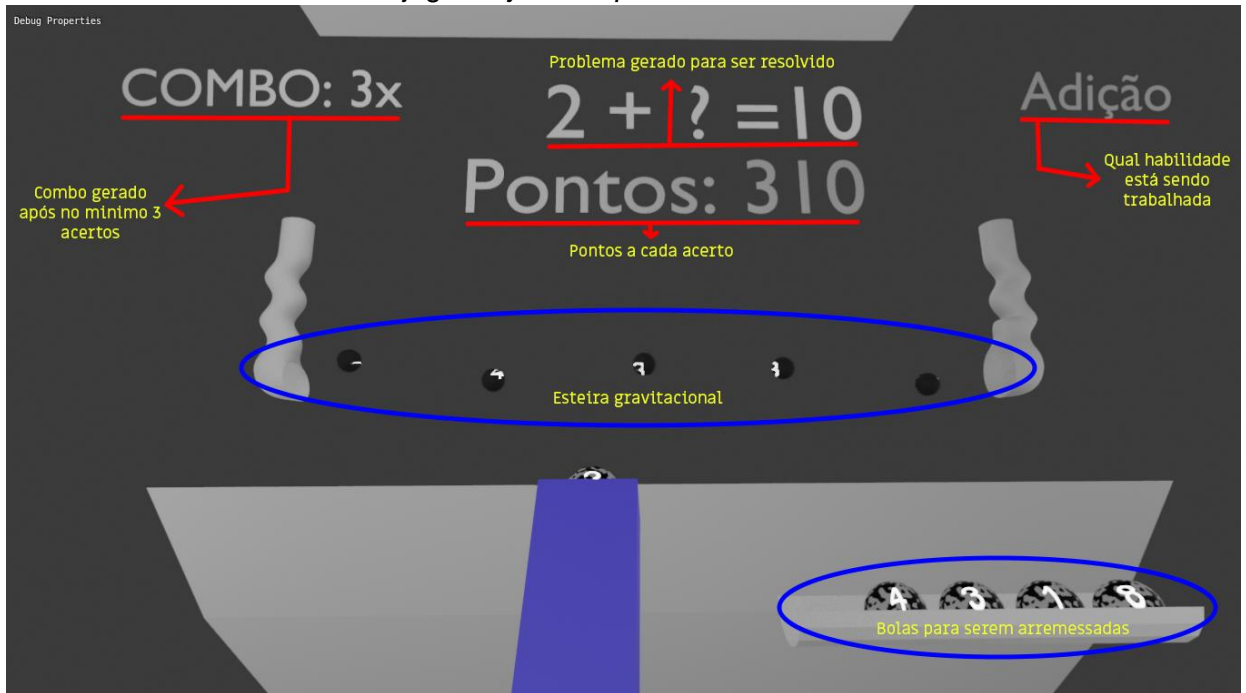 Debug Properties
Problema gerado para ser resolvido
COMBO: 3x
2 + ? =10
Adição
Pontos: 310
Combo gerado
após no minimo 3
acertos
Qual habilidade
está sendo
trabalhada
Pontos a cada acerto
4
3
Esteira gravitacional
4 3 1 8
Bolas para serem arremessadas